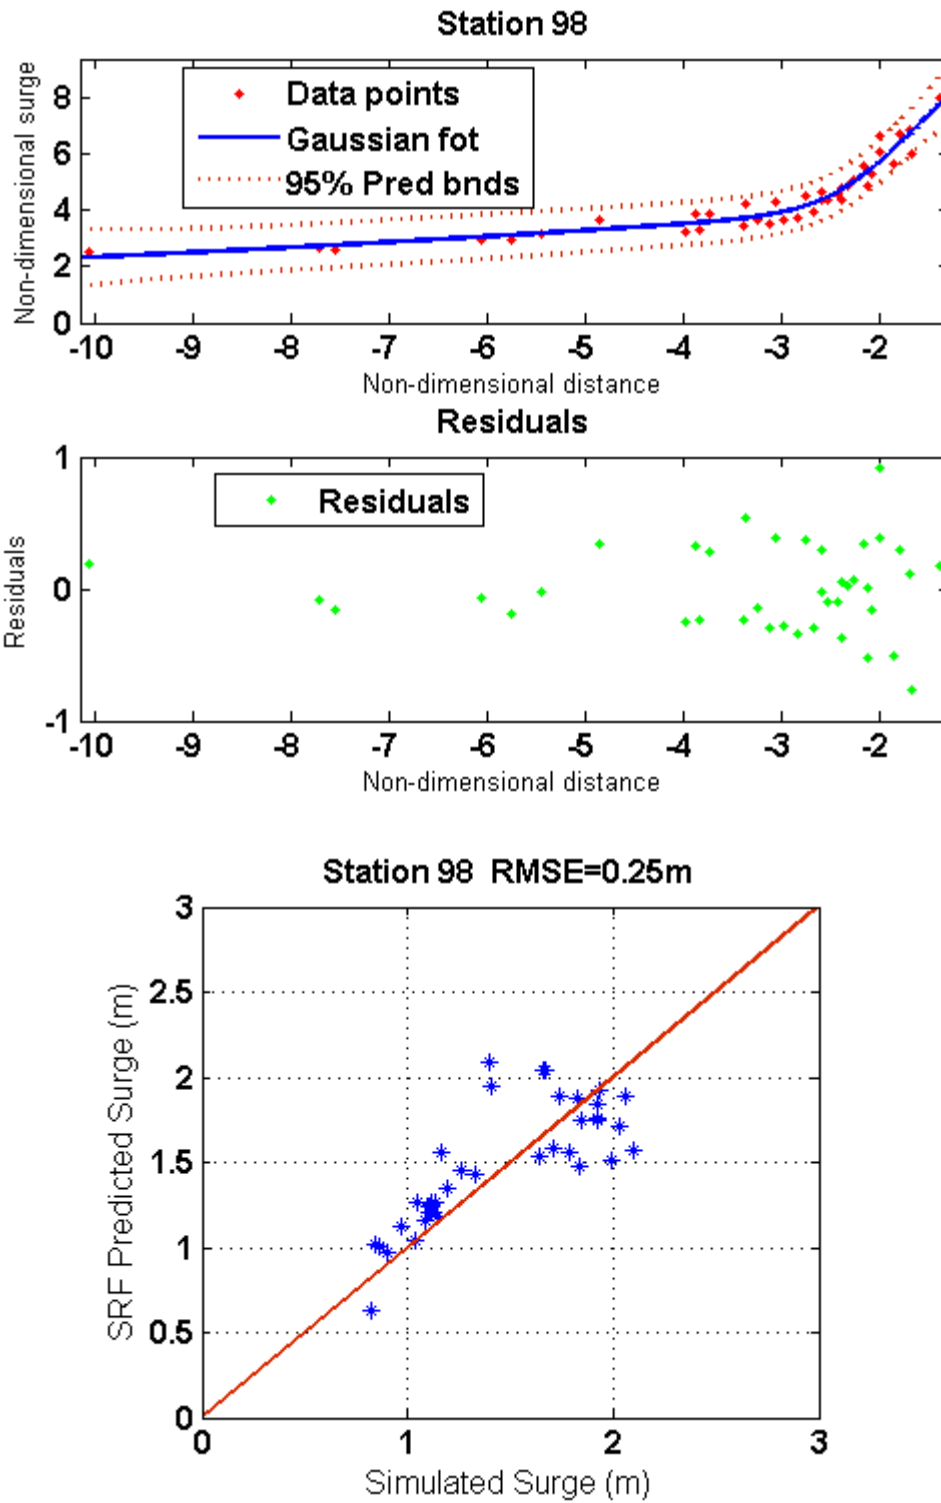 Station 98
Non-dimensional surge
8
6
4
2
0
Data points
Gaussian fot
95% Pred bnds
-10 -9 -8 -7 -6 -5 -4 -3 -2
Non-dimensional distance
Residuals
Residuals
1
0
-1
Residuals
-10 -9 -8 -7 -6 -5 -4 -3 -2
Non-dimensional distance
Station 98 RMSE=0.25m
SRF Predicted Surge (m)
3
2.5
2
1.5
1
0.5
0
0 1 2 3
Simulated Surge (m)